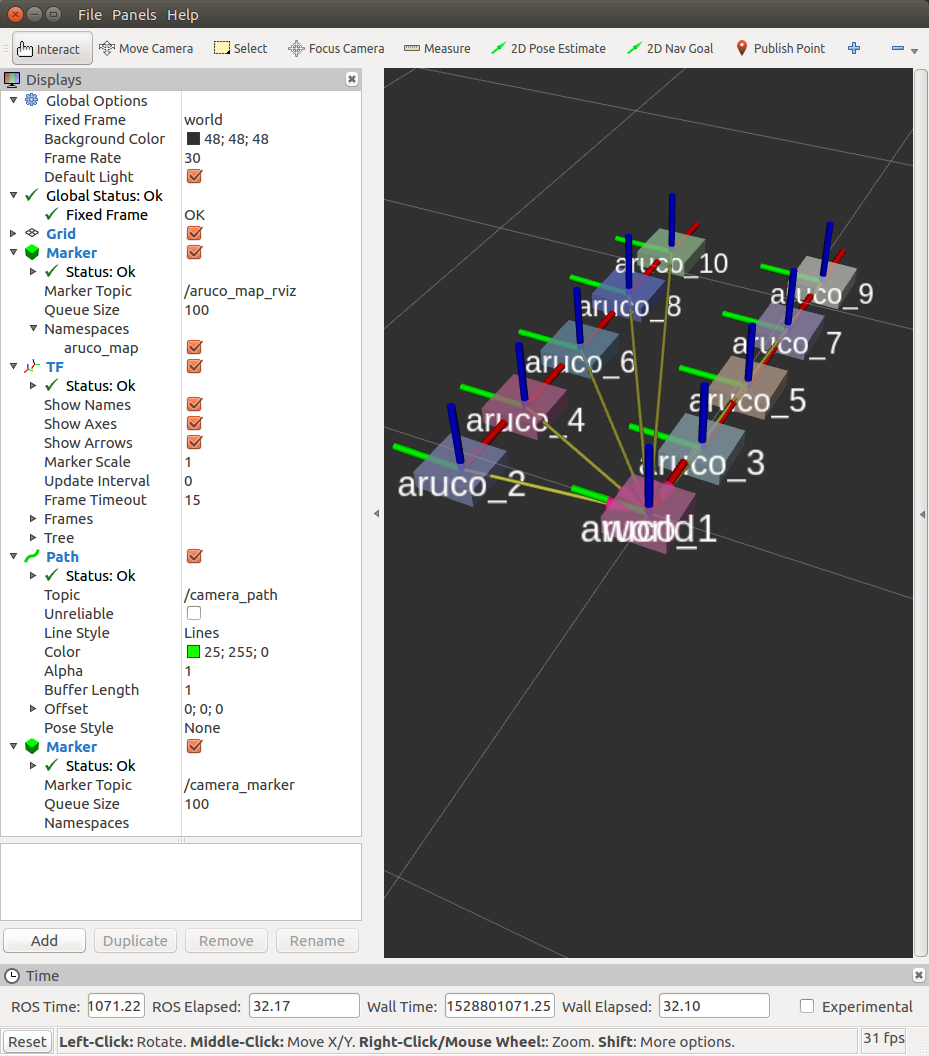 File Panels Help
Interact Move Camera Select Focus Camera Measure 2D Pose Estimate 2D Nav Goal Publish Point
Displays
Global Options
Fixed Frame world
Background Color 48; 48; 48
Frame Rate 30
Default Light
Global Status: Ok
Fixed Frame OK
Grid
Marker
Status: Ok
Marker Topic /aruco_map_rviz
Queue Size 100
Namespaces
aruco_map
TF
Status: Ok
Show Names
Show Axes
Show Arrows
Marker Scale 1
Update Interval 0
Frame Timeout 15
Frames
Tree
Path
Status: Ok
Topic /camera_path
Unreliable
Line Style Lines
Color 25; 255; 0
Alpha 1
Buffer Length 1
Offset 0; 0; 0
Pose Style None
Marker
Status: Ok
Marker Topic /camera_marker
Queue Size 100
Namespaces
Add Duplicate Remove Rename
aruco_10
aruco_9
aruco_8
aruco_7
aruco_6
aruco_5
aruco_4
aruco_3
aruco_2
Time
ROS Time: 1071.22 ROS Elapsed: 32.17 Wall Time: 1528801071.25 Wall Elapsed: 32.10 Experimental
Reset Left-Click: Rotate. Middle-Click: Move X/Y. Right-Click/Mouse Wheel:: Zoom. Shift: More options. 31 fps